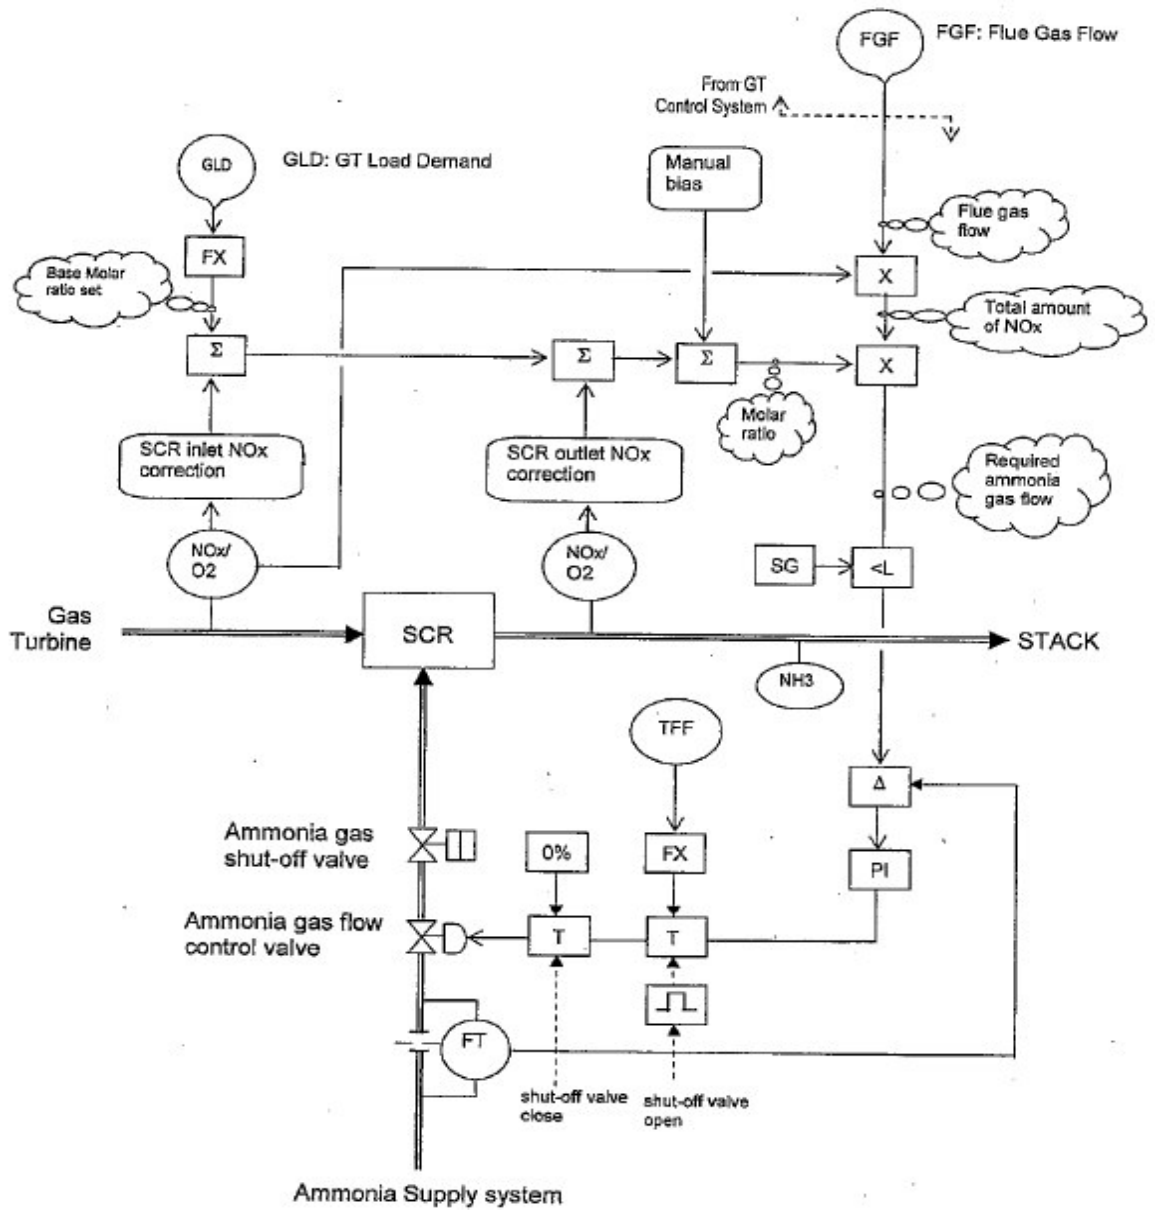 FGF
FGF: Flue Gas Flow
From GT
Control System
GLD
GLD: GT Load Demand
Manual
bias
Flue gas
flow
FX
Base Molar
ratio set
X
Total amount
of NOx
Σ
Σ
Σ
X
Molar
ratio
SCR inlet NOx
correction
SCR outlet NOx
correction
Required
ammonia
gas flow
NOx/
O2
NOx/
O2
SG
<L
Gas
Turbine
SCR
STACK
NH3
TFF
Δ
Ammonia gas
shut-off valve
0%
FX
PI
Ammonia gas flow
control valve
T
T
FT
shut-off valve
close
shut-off valve
open
Ammonia Supply system